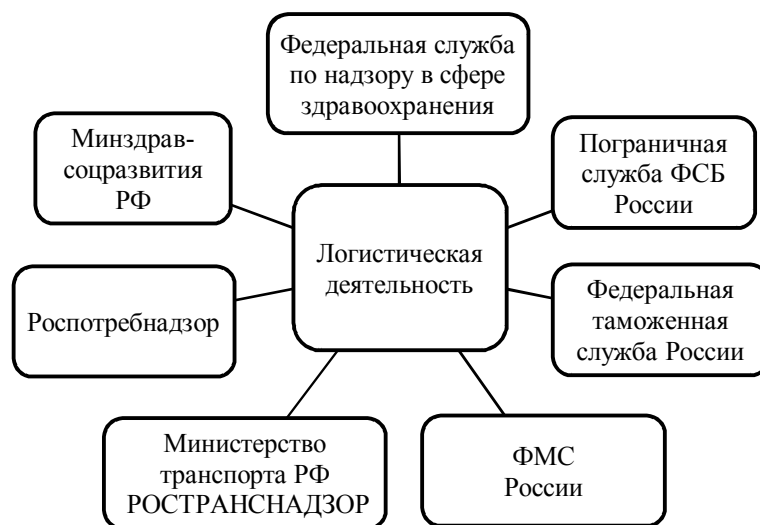 Федеральная служба
по надзору в сфере
здравоохранения
Минздрав-
соцразвития
РФ
Пограничная
служба ФСБ
России
Логистическая
деятельность
Роспотребнадзор
Федеральная
таможенная
служба России
Министерство
транспорта РФ
РОСТРАНСНАДЗОР
ФМС
России